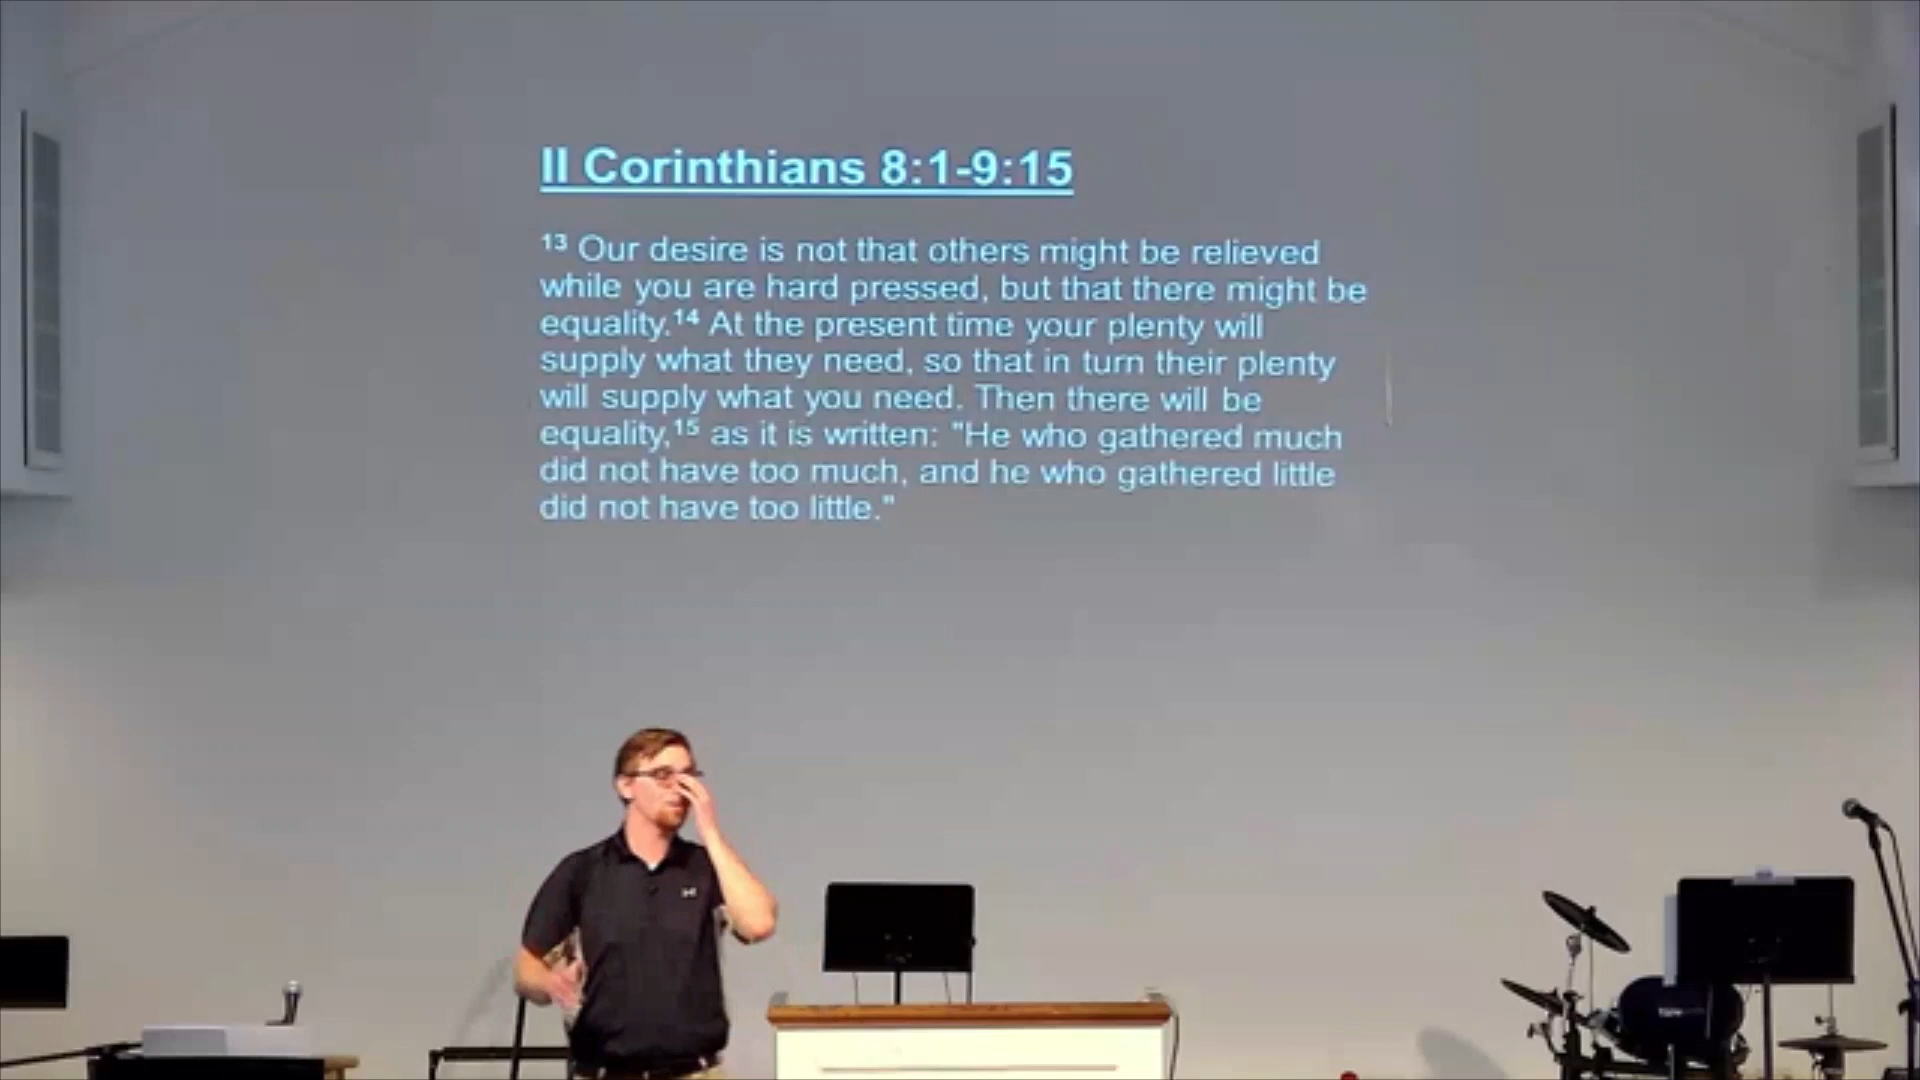 II Corinthians 8:1-9:15
¹³ Our desire is not that others might be relieved
while you are hard pressed, but that there might be
equality.¹⁴ At the present time your plenty will
supply what they need, so that in turn their plenty
will supply what you need. Then there will be
equality,¹⁵ as it is written: "He who gathered much
did not have too much, and he who gathered little
did not have too little."